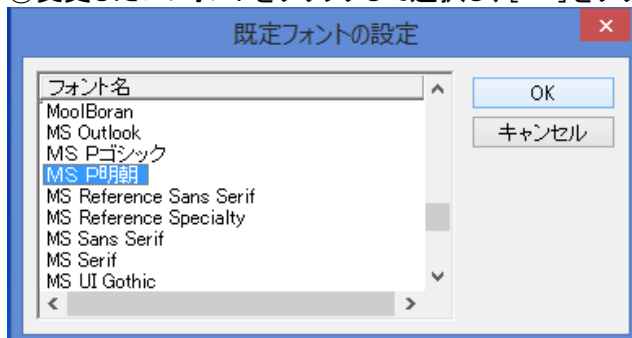 既定フォントの設定
フォント名
MoolBoran
MS Outlook
MS Pゴシック
MS P明朝
MS Reference Sans Serif
MS Reference Specialty
MS Sans Serif
MS Serif
MS UI Gothic
OK
キャンセル